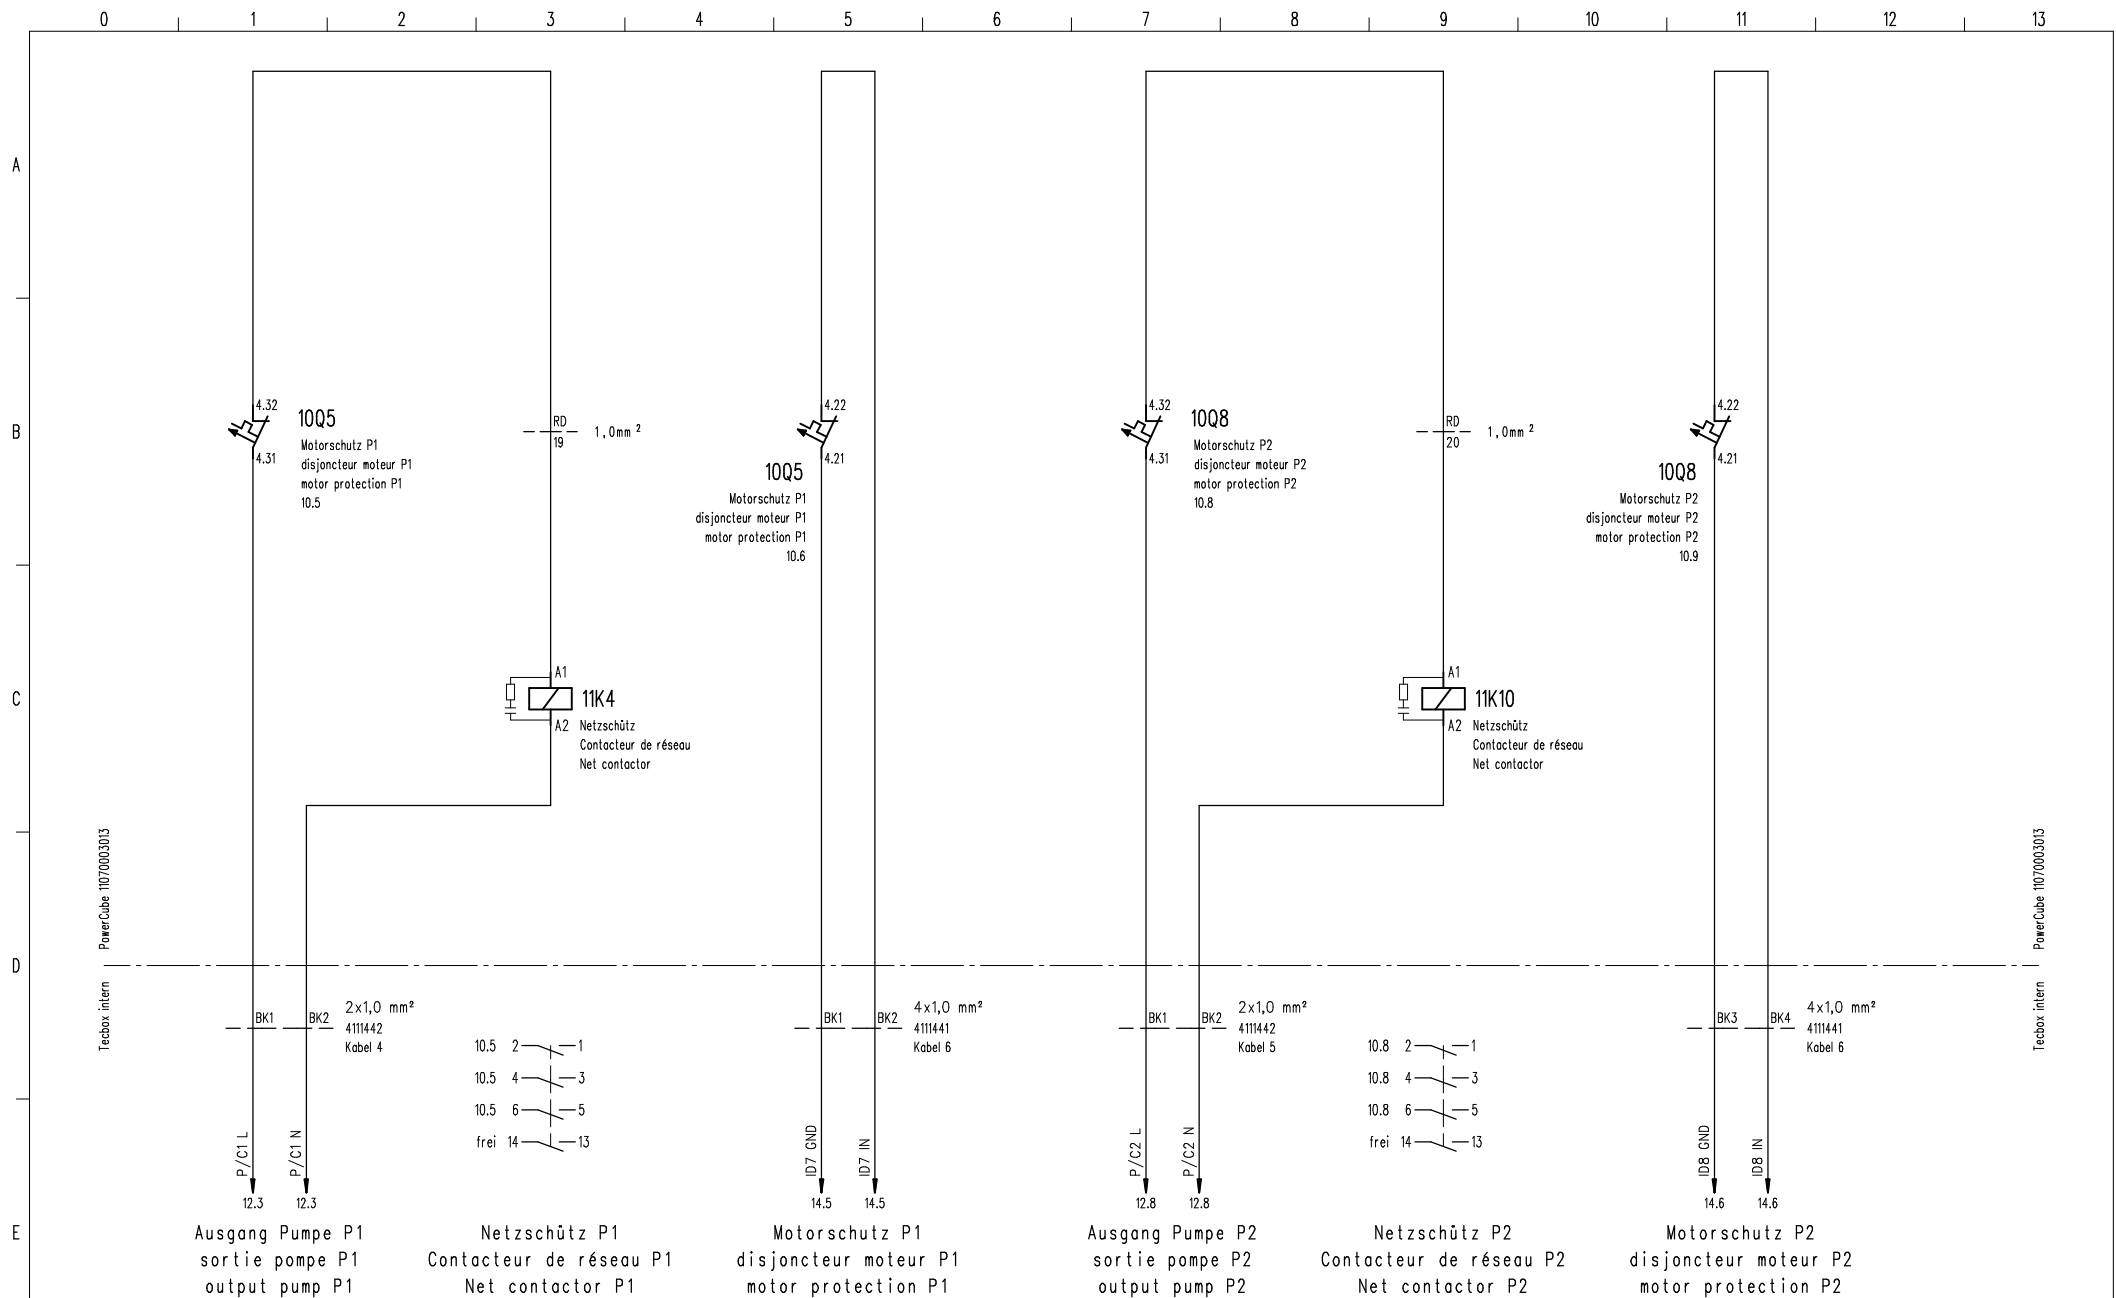 0 1 2 3 4 5 6 7 8 9 10 11 12 13
A
B
C
D
E
4.32
10Q5
Motorschutz P1
disjoncteur moteur P1
motor protection P1
10.5
4.31
RD
19
1,0mm²
4.22
4.21
10Q5
Motorschutz P1
disjoncteur moteur P1
motor protection P1
10.6
4.32
10Q8
Motorschutz P2
disjoncteur moteur P2
motor protection P2
10.8
4.31
RD
20
1,0mm²
4.22
4.21
10Q8
Motorschutz P2
disjoncteur moteur P2
motor protection P2
10.9
A1
11K4
A2
Netzschütz
Contacteur de réseau
Net contactor
A1
11K10
A2
Netzschütz
Contacteur de réseau
Net contactor
PowerCube 11070003013
Tecbox intern
PowerCube 11070003013
Tecbox intern
BK1
BK2
2x1,0 mm²
4111442
Kabel 4
BK1
BK2
4x1,0 mm²
4111441
Kabel 6
BK1
BK2
2x1,0 mm²
4111442
Kabel 5
BK3
BK4
4x1,0 mm²
4111441
Kabel 6
10.5 2 1
10.5 4 3
10.5 6 5
frei 14 13
10.8 2 1
10.8 4 3
10.8 6 5
frei 14 13
P/C1 L
P/C1 N
12.3
12.3
ID7 GND
ID7 IN
14.5
14.5
P/C2 L
P/C2 N
12.8
12.8
ID8 GND
ID8 IN
14.6
14.6
Ausgang Pumpe P1
sortie pompe P1
output pump P1
Netzschütz P1
Contacteur de réseau P1
Net contactor P1
Motorschutz P1
disjoncteur moteur P1
motor protection P1
Ausgang Pumpe P2
sortie pompe P2
output pump P2
Netzschütz P2
Contacteur de réseau P2
Net contactor P2
Motorschutz P2
disjoncteur moteur P2
motor protection P2